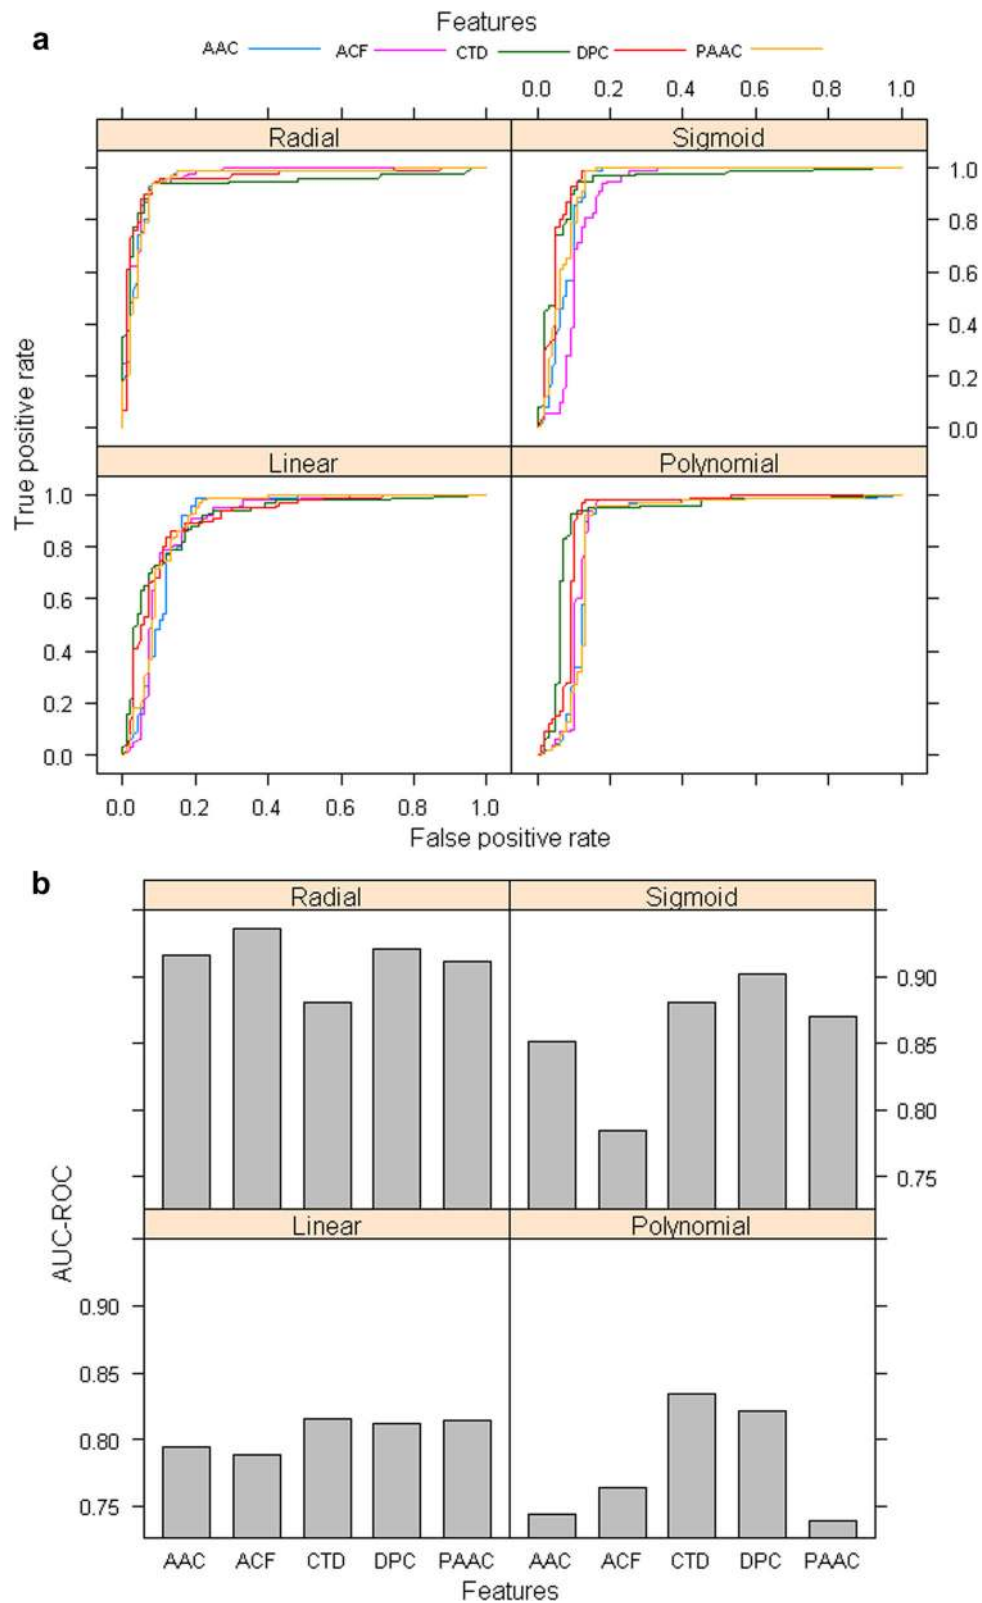 a
Features
AAC ACF CTD DPC PAAC
0.0 0.2 0.4 0.6 0.8 1.0
Radial Sigmoid
1.0
0.8
0.6
0.4
0.2
0.0
True positive rate
Linear Polynomial
1.0
0.8
0.6
0.4
0.2
0.0
0.0 0.2 0.4 0.6 0.8 1.0
False positive rate
b
Radial Sigmoid
0.90
0.85
0.80
0.75
AUC-ROC
Linear Polynomial
0.90
0.85
0.80
0.75
AAC ACF CTD DPC PAAC AAC ACF CTD DPC PAAC
Features